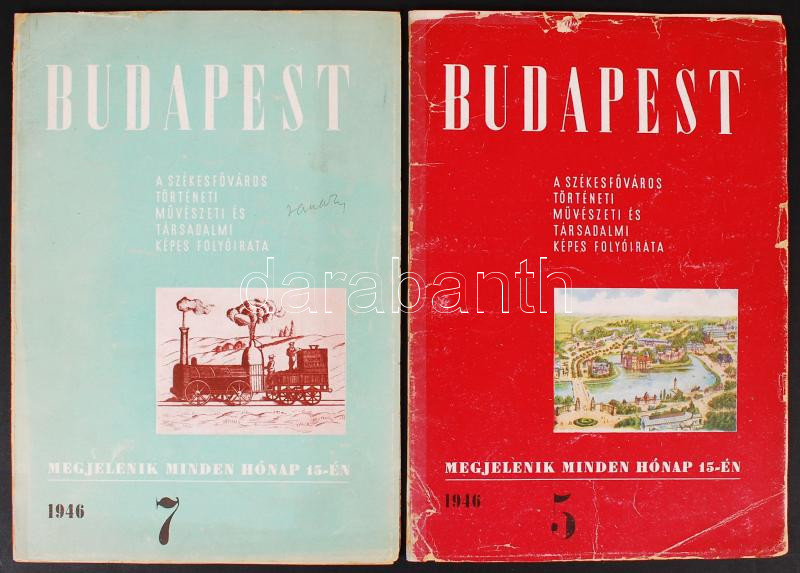 BUDAPEST
A SZÉKESFŐVÁROS
TÖRTÉNETI
MŰVÉSZETI ÉS
TÁRSADALMI
KÉPES FOLYÓIRATA
MEGJELENIK MINDEN HÓNAP 15-ÉN
1946 7
BUDAPEST
A SZÉKESFŐVÁROS
TÖRTÉNETI
MŰVÉSZETI ÉS
TÁRSADALMI
KÉPES FOLYÓIRATA
MEGJELENIK MINDEN HÓNAP 15-ÉN
1946 5
darabanth